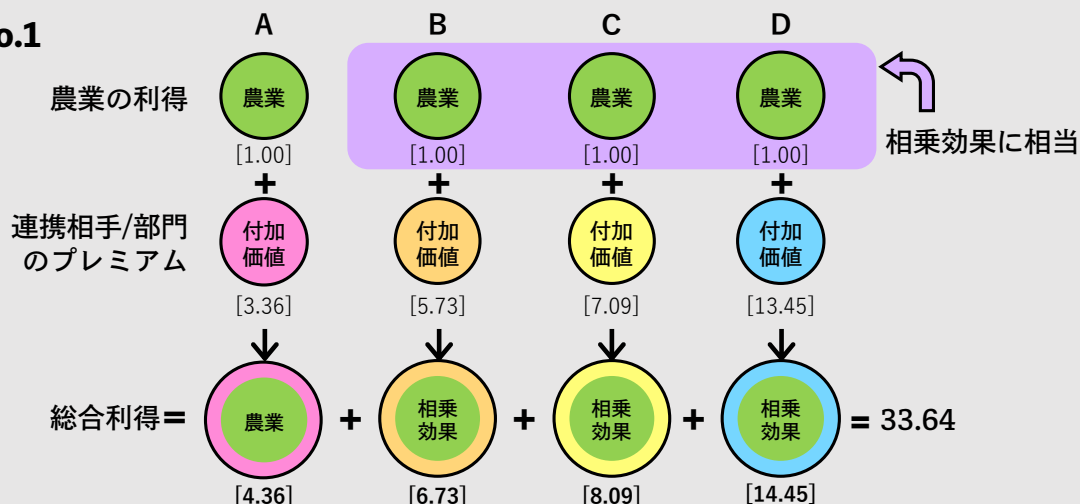 o.1
A B C D
農業の利得 農業 農業 農業 農業
[1.00] [1.00] [1.00] [1.00] 相乗効果に相当
+ + + +
連携相手/部門
のプレミアム
付加
価値
付加
価値
付加
価値
付加
価値
[3.36] [5.73] [7.09] [13.45]
総合利得= 農業 + 相乗
効果 + 相乗
効果 + 相乗
効果 = 33.64
[4.36] [6.73] [8.09] [14.45]